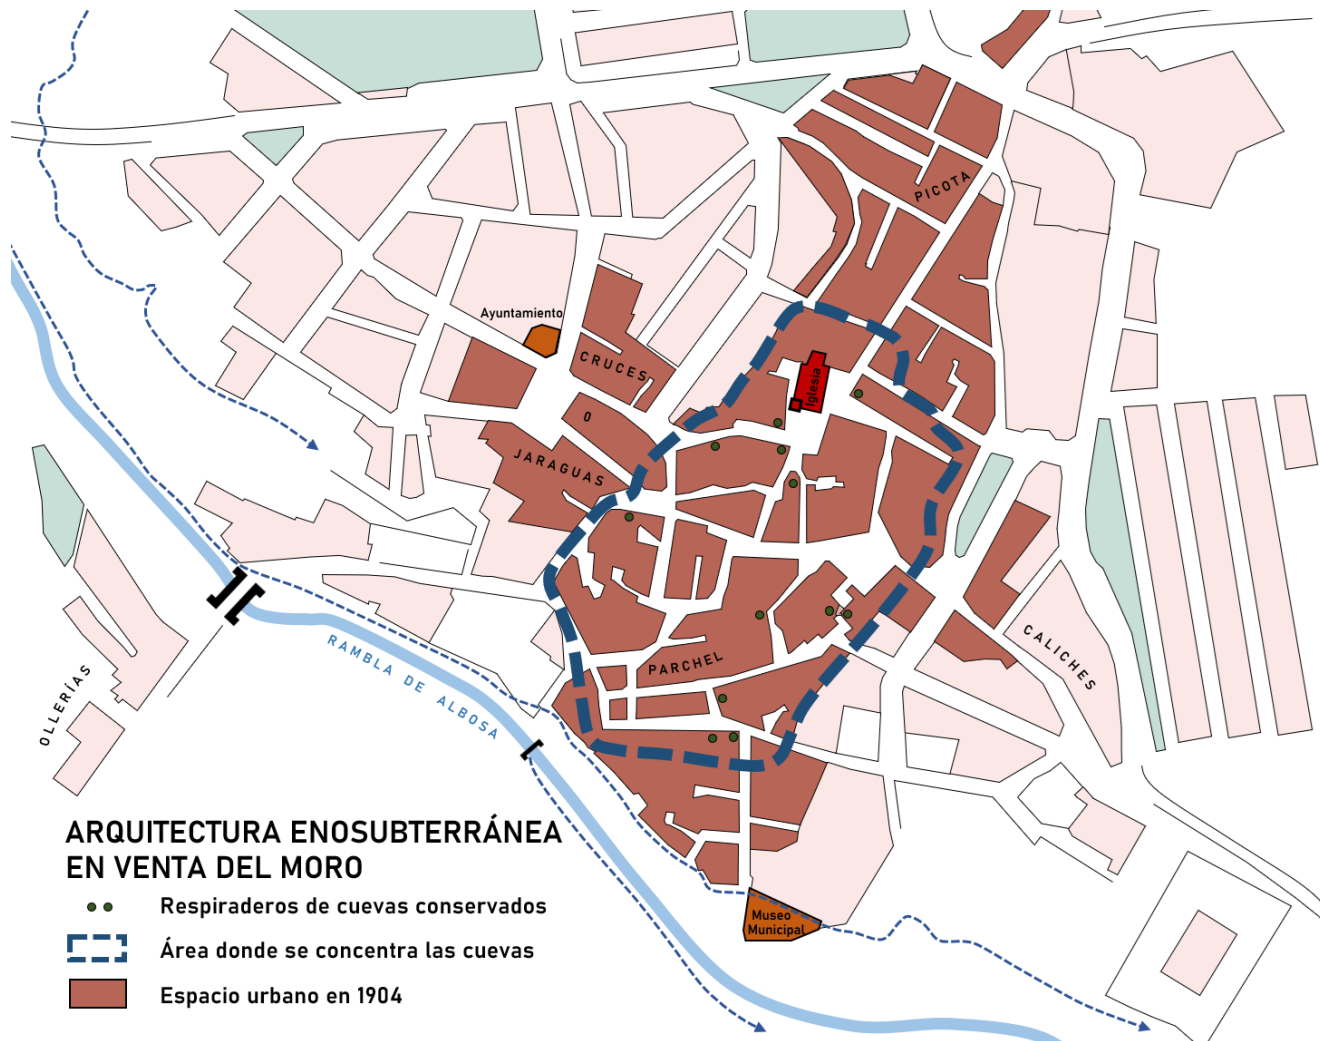 PICOTA
Ayuntamiento
CRUCES
Iglesia
O
JARAGUAS
CALICHES
RAMBLA DE ALBOSA
PARCHEL
OLLERÍAS
ARQUITECTURA ENOSUBTERRÁNEA
EN VENTA DEL MORO
Respiraderos de cuevas conservados
Área donde se concentra las cuevas
Espacio urbano en 1904
Museo
Municipal